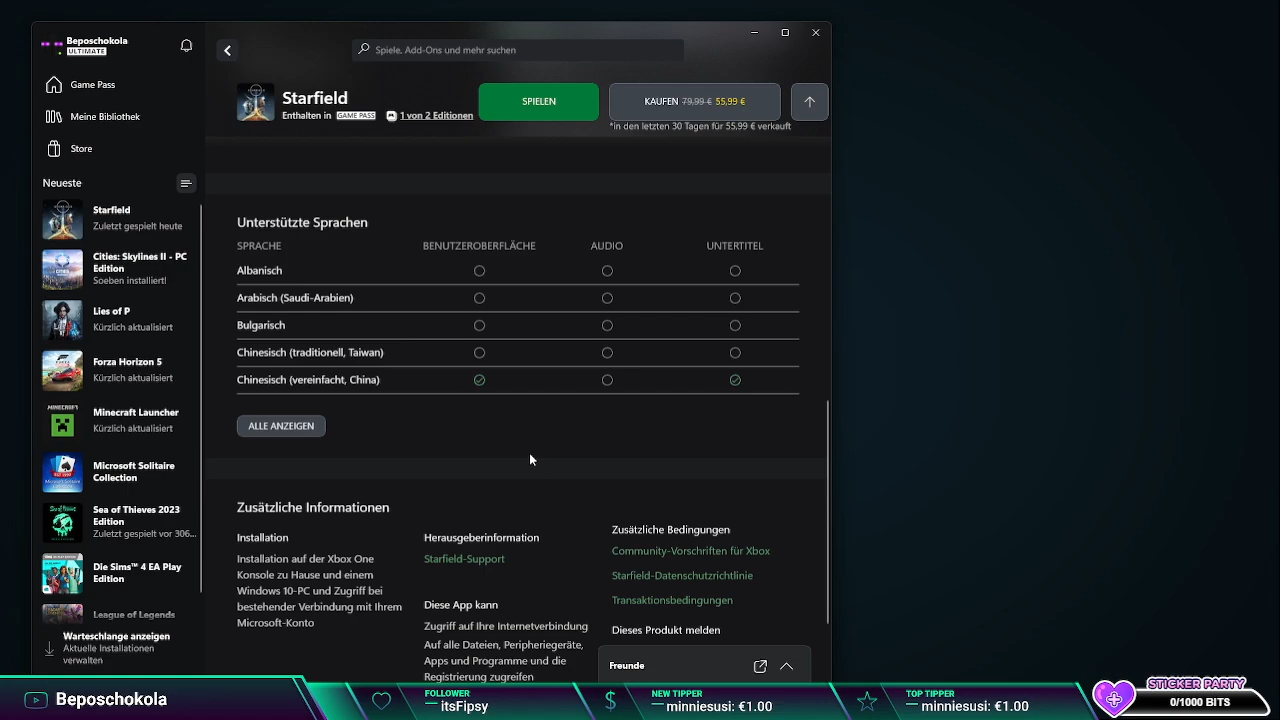 Beposchokola
ULTIMATE
Game Pass
Meine Bibliothek
Store
Neueste
Starfield
Zuletzt gespielt heute
Cities: Skylines II - PC
Edition
Soeben installiert!
Lies of P
Kürzlich aktualisiert
Forza Horizon 5
Kürzlich aktualisiert
MINECRAFT
Minecraft Launcher
Kürzlich aktualisiert
Microsoft Solitaire
Collection
Sea of Thieves 2023
Edition
Zuletzt gespielt vor 306...
Die Sims™ 4 EA Play
Edition
League of Legends
Warteschlange anzeigen
Aktuelle Installationen
verwalten
Spiele, Add-Ons und mehr suchen
Starfield
Enthalten in GAME PASS 1 von 2 Editionen
SPIELEN
KAUFEN 79,99 € 55,99 €
*In den letzten 30 Tagen für 55,99 € verkauft
Unterstützte Sprachen
SPRACHE BENUTZEROBERFLÄCHE AUDIO UNTERTITEL
Albanisch
Arabisch (Saudi-Arabien)
Bulgarisch
Chinesisch (traditionell, Taiwan)
Chinesisch (vereinfacht, China)
ALLE ANZEIGEN
Zusätzliche Informationen
Installation
Installation auf der Xbox One
Konsole zu Hause und einem
Windows 10-PC und Zugriff bei
bestehender Verbindung mit Ihrem
Microsoft-Konto
Herausgeberinformation
Starfield-Support
Diese App kann
Zugriff auf Ihre Internetverbindung
Auf alle Dateien, Peripheriegeräte,
Apps und Programme und die
Registrierung zugreifen
Zusätzliche Bedingungen
Community-Vorschriften für Xbox
Starfield-Datenschutzrichtlinie
Transaktionsbedingungen
Dieses Produkt melden
Freunde
Beposchokola
FOLLOWER
itsFipsy
NEW TIPPER
minniesusi: €1.00
TOP TIPPER
minniesusi: €1.00
STICKER PARTY
0/1000 BITS